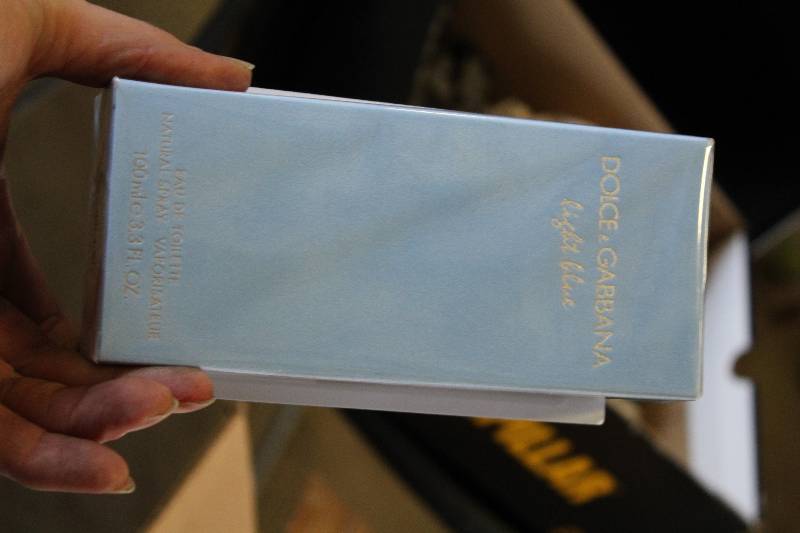 DOLCE & GABBANA
light blue
EAU DE TOILETTE
NATURAL SPRAY VAPORISATEUR
100ml ℮ 3.3 FL. OZ.